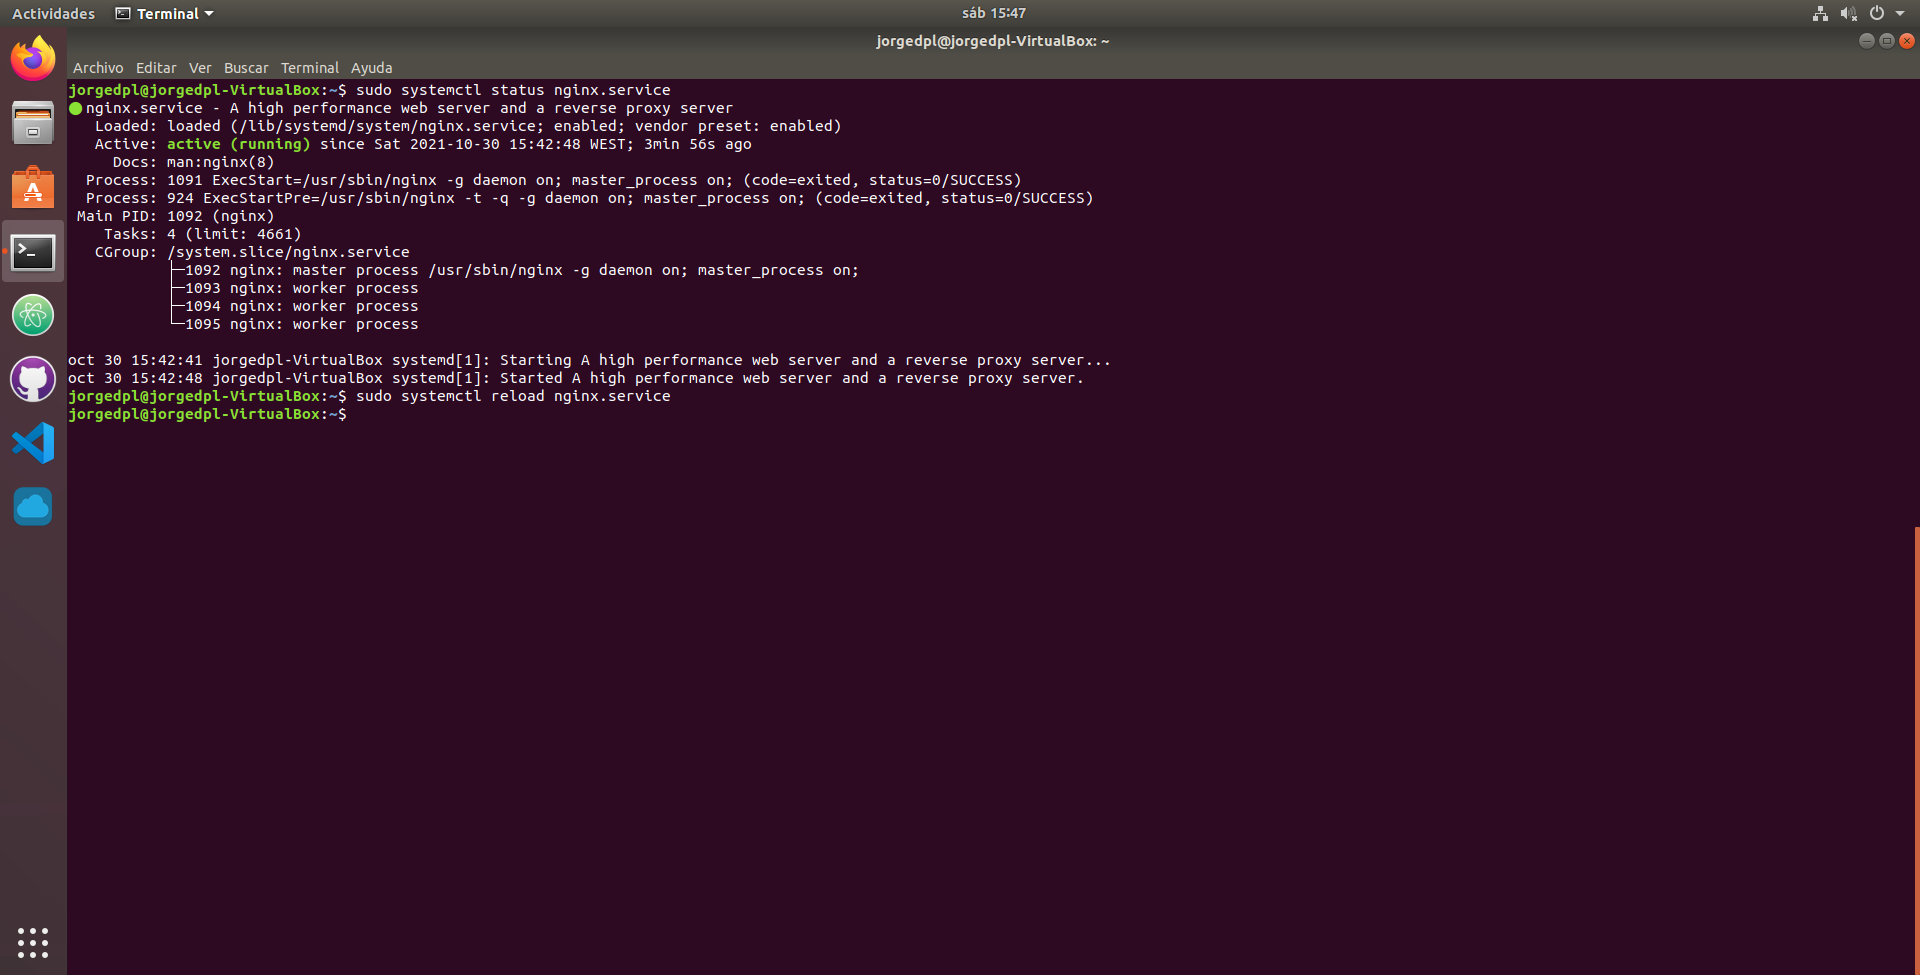 Actividades Terminal sáb 15:47
jorgedpl@jorgedpl-VirtualBox: ~
Archivo Editar Ver Buscar Terminal Ayuda
jorgedpl@jorgedpl-VirtualBox:~$ sudo systemctl status nginx.service
● nginx.service - A high performance web server and a reverse proxy server
   Loaded: loaded (/lib/systemd/system/nginx.service; enabled; vendor preset: enabled)
   Active: active (running) since Sat 2021-10-30 15:42:48 WEST; 3min 56s ago
     Docs: man:nginx(8)
  Process: 1091 ExecStart=/usr/sbin/nginx -g daemon on; master_process on; (code=exited, status=0/SUCCESS)
  Process: 924 ExecStartPre=/usr/sbin/nginx -t -q -g daemon on; master_process on; (code=exited, status=0/SUCCESS)
 Main PID: 1092 (nginx)
    Tasks: 4 (limit: 4661)
   CGroup: /system.slice/nginx.service
           ├─1092 nginx: master process /usr/sbin/nginx -g daemon on; master_process on;
           ├─1093 nginx: worker process
           ├─1094 nginx: worker process
           └─1095 nginx: worker process

oct 30 15:42:41 jorgedpl-VirtualBox systemd[1]: Starting A high performance web server and a reverse proxy server...
oct 30 15:42:48 jorgedpl-VirtualBox systemd[1]: Started A high performance web server and a reverse proxy server.
jorgedpl@jorgedpl-VirtualBox:~$ sudo systemctl reload nginx.service
jorgedpl@jorgedpl-VirtualBox:~$